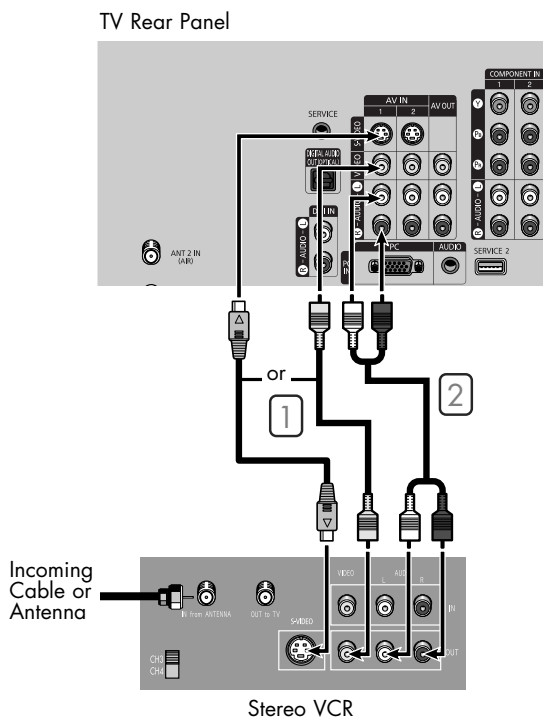 TV Rear Panel
COMPONENT IN
1 2
AV IN
AV OUT
1 2
SERVICE
S-VIDEO
VIDEO
Y
PB
PR
DIGITAL AUDIO
OUT(OPTICAL)
L
R - AUDIO - L
R - AUDIO - L
DVI IN
R - AUDIO - L
ANT 2 IN
(AIR)
PC
IN
PC
AUDIO
SERVICE 2
or
1
2
Incoming
Cable or
Antenna
IN from ANTENNA
OUT to TV
S-VIDEO
VIDEO
L
R
IN
OUT
CH3
CH4
Stereo VCR